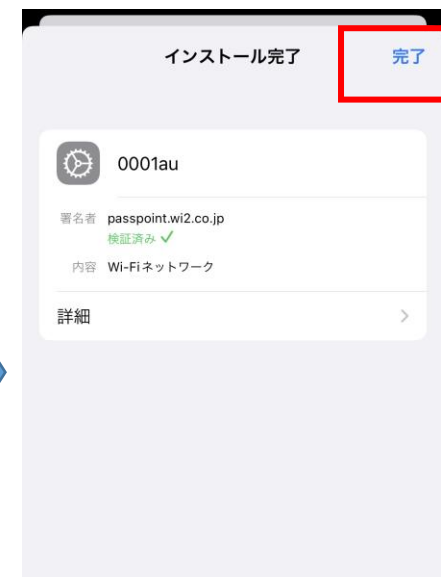 インストール完了
完了
0001au
署名者 passpoint.wi2.co.jp
検証済み ✓
内容 Wi-Fiネットワーク
詳細